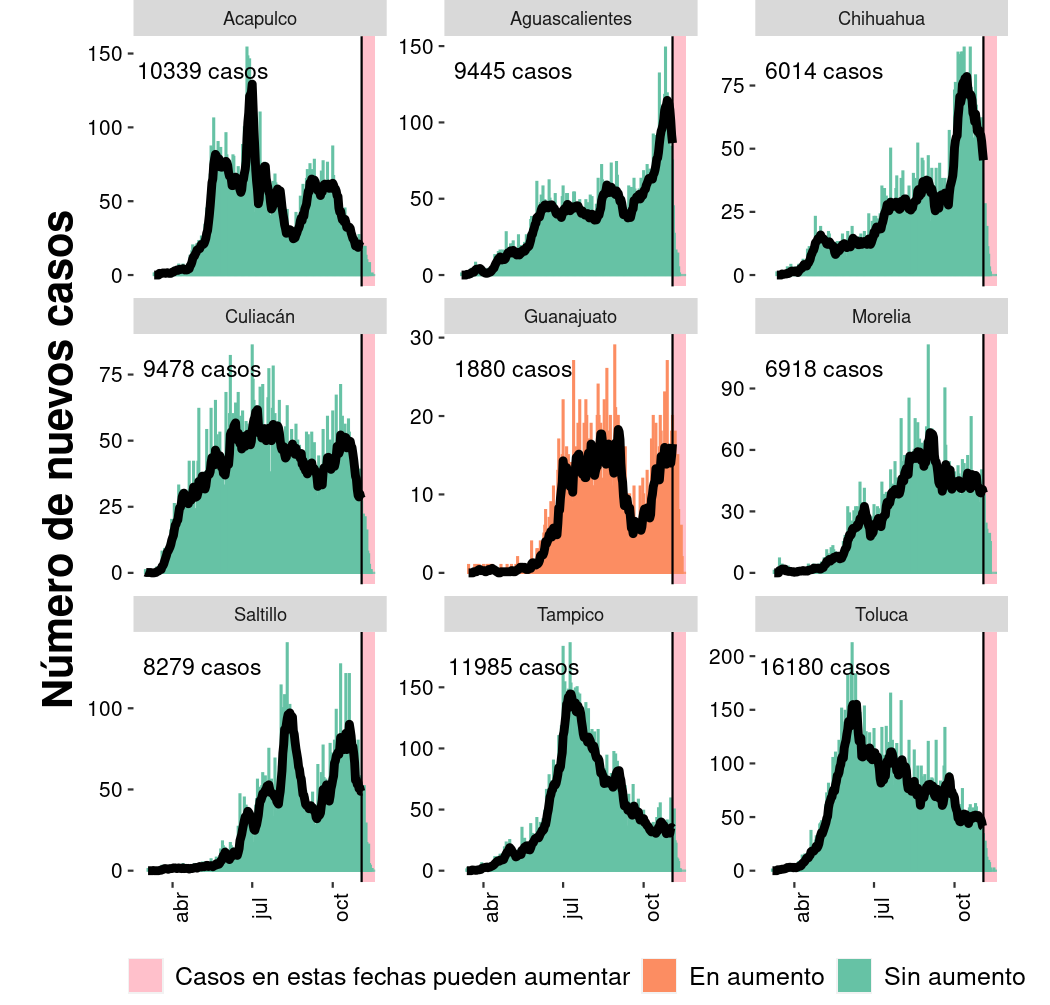 Número de nuevos casos
Acapulco
Aguascalientes
Chihuahua
150
100
50
0
10339 casos
150
100
50
0
9445 casos
75
50
25
0
6014 casos
Culiacán
Guanajuato
Morelia
75
50
25
0
9478 casos
30
20
10
0
1880 casos
90
60
30
0
6918 casos
Saltillo
Tampico
Toluca
100
50
0
8279 casos
150
100
50
0
11985 casos
200
150
100
50
0
16180 casos
abr jul oct
abr jul oct
abr jul oct
Casos en estas fechas pueden aumentar
En aumento
Sin aumento